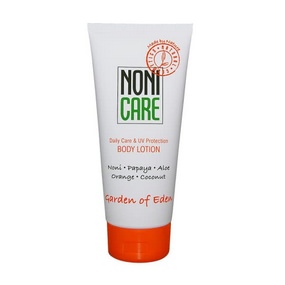 NONI
CARE
Daily Care & UV Protection
BODY LOTION
Noni • Papaya • Aloe
Orange • Coconut
Garden of Eden